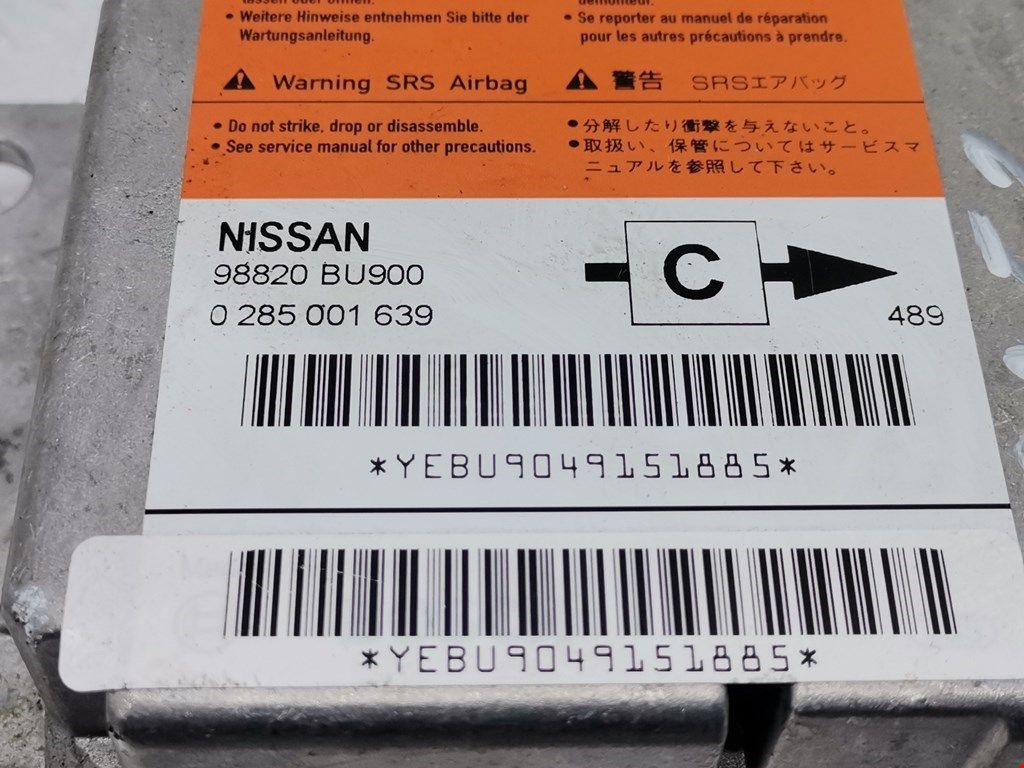 • Weitere Hinweise entnehmen Sie bitte der
Wartungsanleitung.
• Se reporter au manuel de réparation
pour les autres précautions à prendre.
Warning SRS Airbag
• Do not strike, drop or disassemble.
• See service manual for other precautions.
警告 SRSエアバッグ
• 分解したり衝撃を与えないこと。
• 取扱い、保管についてはサービスマ
ニュアルを参照して下さい。
NISSAN
98820 BU900
0 285 001 639
C
489
*YEBU9049151885*
*YEBU9049151885*